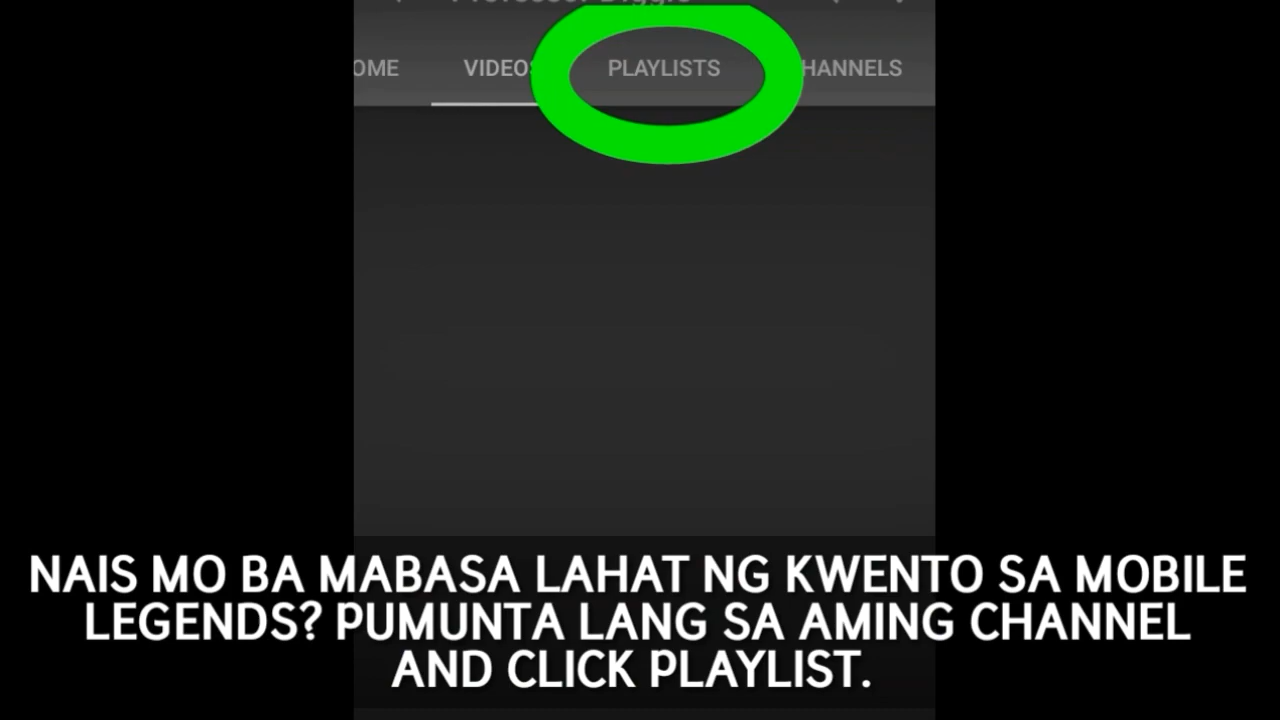 OME VIDEOS PLAYLISTS HANNELS
NAIS MO BA MABASA LAHAT NG KWENTO SA MOBILE
LEGENDS? PUMUNTA LANG SA AMING CHANNEL
AND CLICK PLAYLIST.